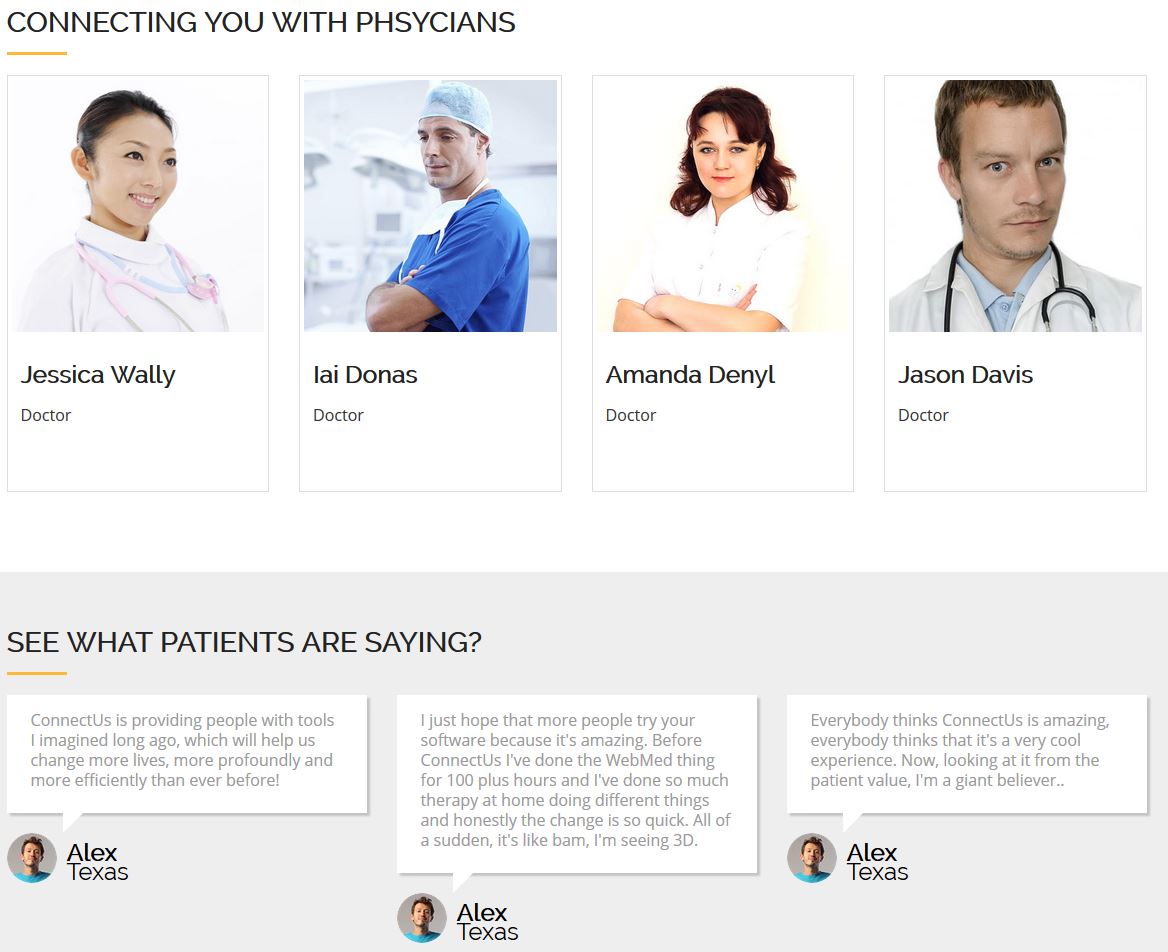 CONNECTING YOU WITH PHSYCIANS
Jessica Wally
Doctor
Iai Donas
Doctor
Amanda Denyl
Doctor
Jason Davis
Doctor
SEE WHAT PATIENTS ARE SAYING?
ConnectUs is providing people with tools
I imagined long ago, which will help us
change more lives, more profoundly and
more efficiently than ever before!
Alex
Texas
I just hope that more people try your
software because it's amazing. Before
ConnectUs I've done the WebMed thing
for 100 plus hours and I've done so much
therapy at home doing different things
and honestly the change is so quick. All of
a sudden, it's like bam, I'm seeing 3D.
Alex
Texas
Everybody thinks ConnectUs is amazing,
everybody thinks that it's a very cool
experience. Now, looking at it from the
patient value, I'm a giant believer..
Alex
Texas